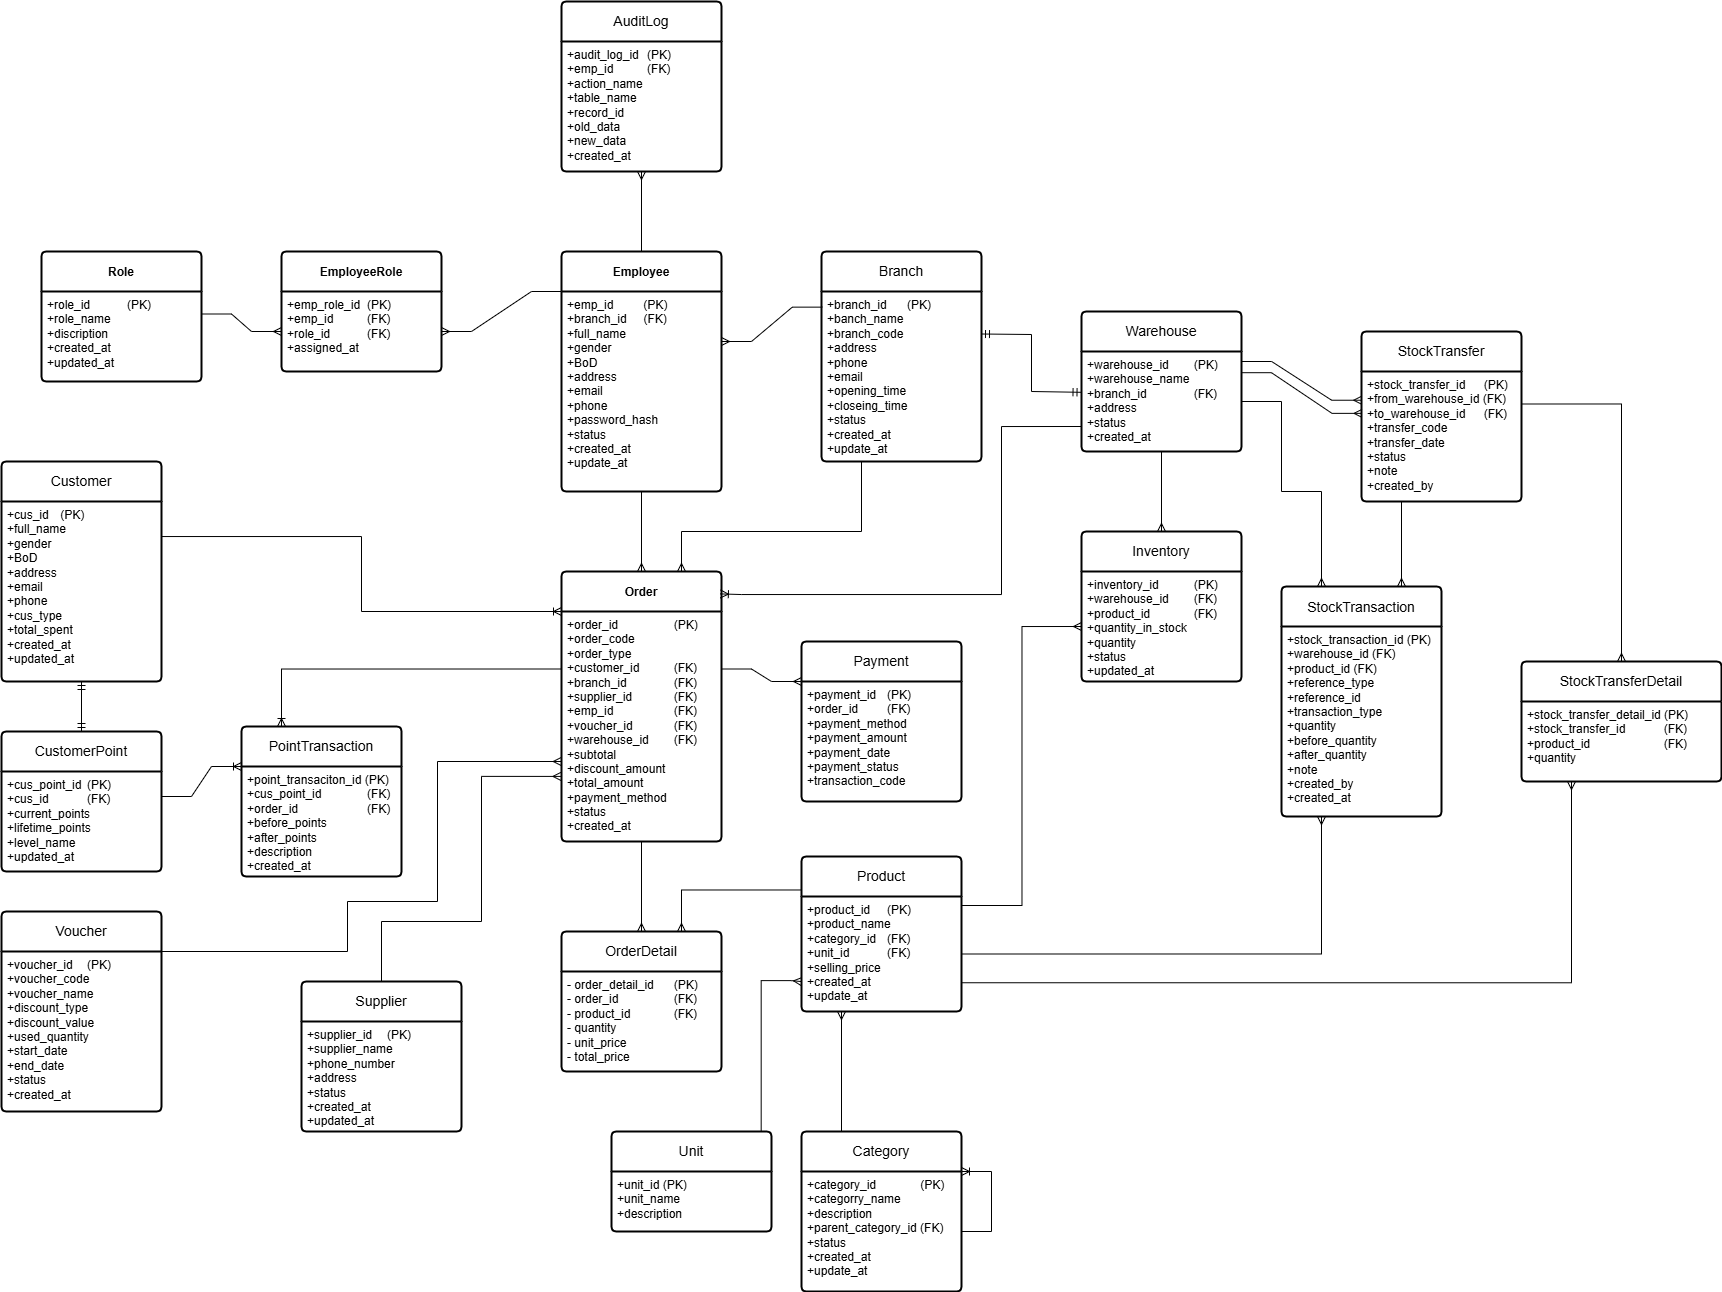 AuditLog
+audit_log_id (PK)
+emp_id (FK)
+action_name
+table_name
+record_id
+old_data
+new_data
+created_at
Role
+role_id (PK)
+role_name
+discription
+created_at
+updated_at
EmployeeRole
+emp_role_id (PK)
+emp_id (FK)
+role_id (FK)
+assigned_at
Employee
+emp_id (PK)
+branch_id (FK)
+full_name
+gender
+BoD
+address
+email
+phone
+password_hash
+status
+created_at
+update_at
Branch
+branch_id (PK)
+banch_name
+branch_code
+address
+phone
+email
+opening_time
+closeing_time
+status
+created_at
+update_at
Warehouse
+warehouse_id (PK)
+warehouse_name
+branch_id (FK)
+address
+status
+created_at
StockTransfer
+stock_transfer_id (PK)
+from_warehouse_id (FK)
+to_warehouse_id (FK)
+transfer_code
+transfer_date
+status
+note
+created_by
Customer
+cus_id (PK)
+full_name
+gender
+BoD
+address
+email
+phone
+cus_type
+total_spent
+created_at
+updated_at
Order
+order_id (PK)
+order_code
+order_type
+customer_id (FK)
+branch_id (FK)
+supplier_id (FK)
+emp_id (FK)
+voucher_id (FK)
+warehouse_id (FK)
+subtotal
+discount_amount
+total_amount
+payment_method
+status
+created_at
Inventory
+inventory_id (PK)
+warehouse_id (FK)
+product_id (FK)
+quantity_in_stock
+quantity
+status
+updated_at
StockTransaction
+stock_transaction_id (PK)
+warehouse_id (FK)
+product_id (FK)
+reference_type
+reference_id
+transaction_type
+quantity
+before_quantity
+after_quantity
+note
+created_by
+created_at
Payment
+payment_id (PK)
+order_id (FK)
+payment_method
+payment_amount
+payment_date
+payment_status
+transaction_code
StockTransferDetail
+stock_transfer_detail_id (PK)
+stock_transfer_id (FK)
+product_id (FK)
+quantity
CustomerPoint
+cus_point_id (PK)
+cus_id (FK)
+current_points
+lifetime_points
+level_name
+updated_at
PointTransaction
+point_transaciton_id (PK)
+cus_point_id (FK)
+order_id (FK)
+before_points
+after_points
+description
+created_at
Product
+product_id (PK)
+product_name
+category_id (FK)
+unit_id (FK)
+selling_price
+created_at
+update_at
Voucher
+voucher_id (PK)
+voucher_code
+voucher_name
+discount_type
+discount_value
+used_quantity
+start_date
+end_date
+status
+created_at
OrderDetail
- order_detail_id (PK)
- order_id (FK)
- product_id (FK)
- quantity
- unit_price
- total_price
Supplier
+supplier_id (PK)
+supplier_name
+phone_number
+address
+status
+created_at
+updated_at
Unit
+unit_id (PK)
+unit_name
+description
Category
+category_id (PK)
+categorry_name
+description
+parent_category_id (FK)
+status
+created_at
+update_at